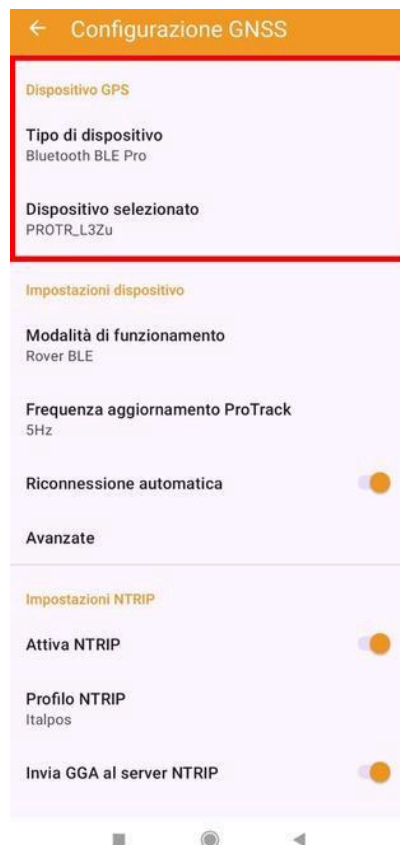 Configurazione GNSS
Dispositivo GPS
Tipo di dispositivo
Bluetooth BLE Pro
Dispositivo selezionato
PROTR_L3Zu
Impostazioni dispositivo
Modalità di funzionamento
Rover BLE
Frequenza aggiornamento ProTrack
5Hz
Riconnessione automatica
Avanzate
Impostazioni NTRIP
Attiva NTRIP
Profilo NTRIP
Italpos
Invia GGA al server NTRIP